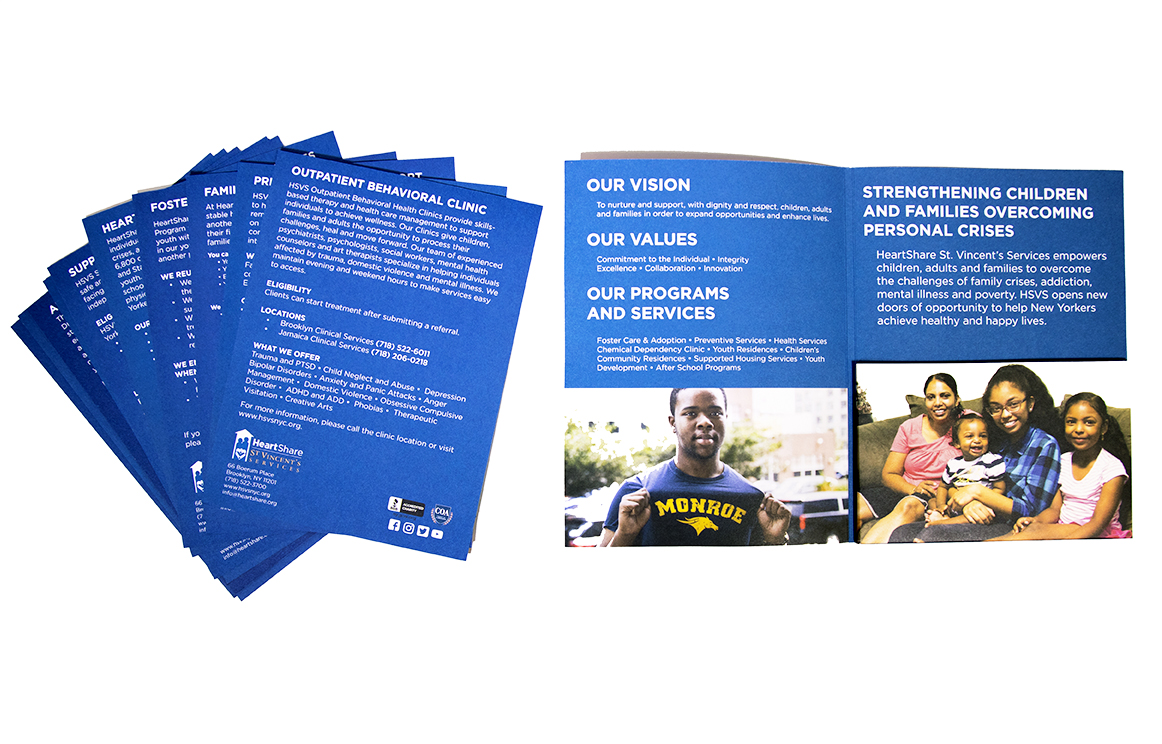 OUTPATIENT BEHAVIORAL CLINIC
HSVS Outpatient Behavioral Health Clinics provide skills-
based therapy and health care management to support
individuals to achieve wellness. Our Clinics give children,
families and adults the opportunity to process their
challenges, heal and move forward. Our team of experienced
psychiatrists, psychologists, social workers, mental health
counselors and art therapists specialize in helping individuals
affected by trauma, domestic violence and mental illness. We
maintain evening and weekend hours to make services easy
to access.
ELIGIBILITY
Clients can start treatment after submitting a referral.
LOCATIONS
• Brooklyn Clinical Services (718) 522-6011
• Jamaica Clinical Services (718) 206-0218
WHAT WE OFFER
Trauma and PTSD • Child Neglect and Abuse • Depression
Bipolar Disorders • Anxiety and Panic Attacks • Anger
Management • Domestic Violence • Obsessive Compulsive
Disorder • ADHD and ADD • Phobias • Therapeutic
Visitation • Creative Arts
For more information, please call the clinic location or visit
www.hsvsnyc.org.
HeartShare
ST. VINCENT'S
SERVICES
66 Boerum Place
Brooklyn, NY 11201
(718) 522-3700
www.hsvsnyc.org
info@heartshare.org
ACCREDITED
CHARITY
COA
OUR VISION
To nurture and support, with dignity and respect, children, adults
and families in order to expand opportunities and enhance lives.
OUR VALUES
Commitment to the Individual • Integrity
Excellence • Collaboration • Innovation
OUR PROGRAMS
AND SERVICES
Foster Care & Adoption • Preventive Services • Health Services
Chemical Dependency Clinic • Youth Residences • Children's
Community Residences • Supported Housing Services • Youth
Development • After School Programs
MONROE
STRENGTHENING CHILDREN
AND FAMILIES OVERCOMING
PERSONAL CRISES
HeartShare St. Vincent's Services empowers
children, adults and families to overcome
the challenges of family crises, addiction,
mental illness and poverty. HSVS opens new
doors of opportunity to help New Yorkers
achieve healthy and happy lives.